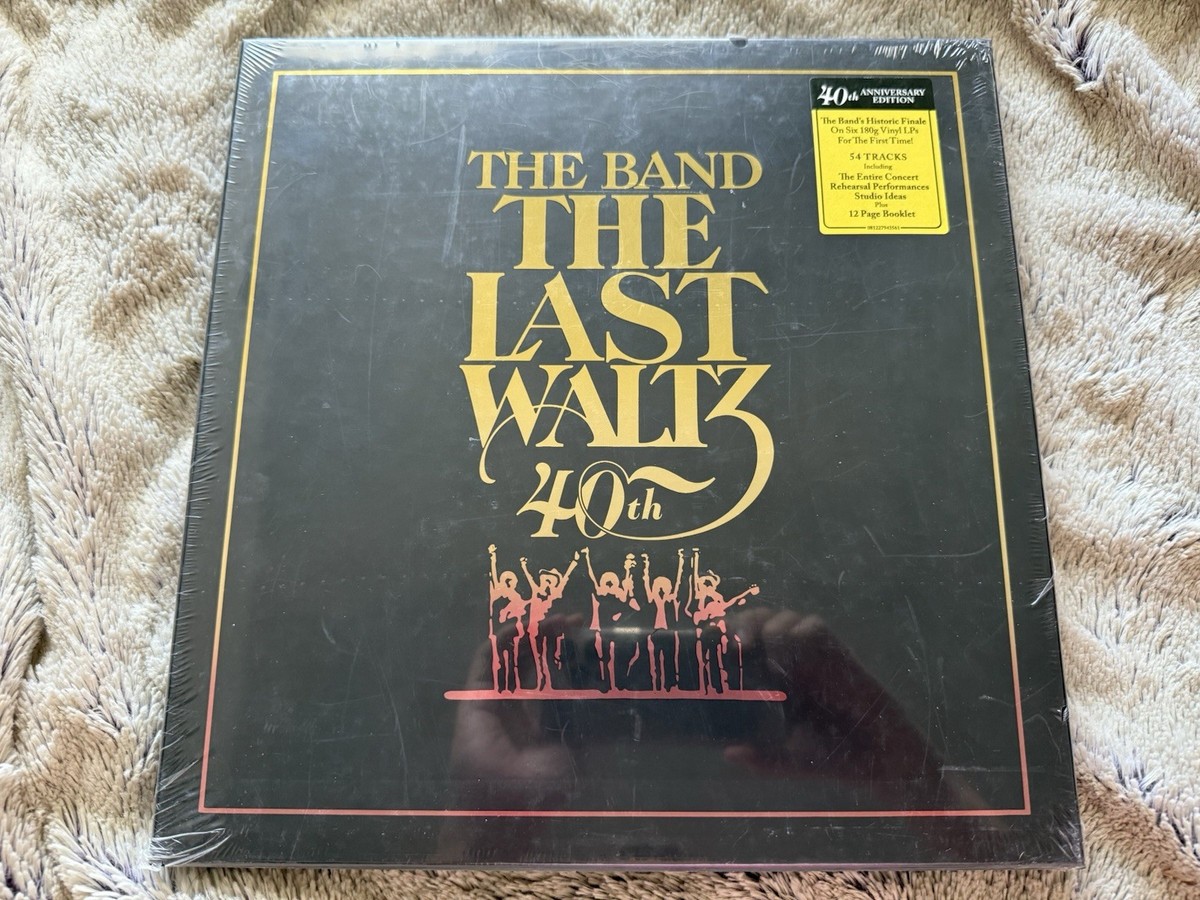 THE BAND
THE
LAST
WALTZ
40th
40th ANNIVERSARY
EDITION
The Band's Historic Finale
On Six 180g Vinyl LPs
For The First Time!
54 TRACKS
Including
The Entire Concert
Rehearsal Performances
Studio Ideas
Plus
12 Page Booklet